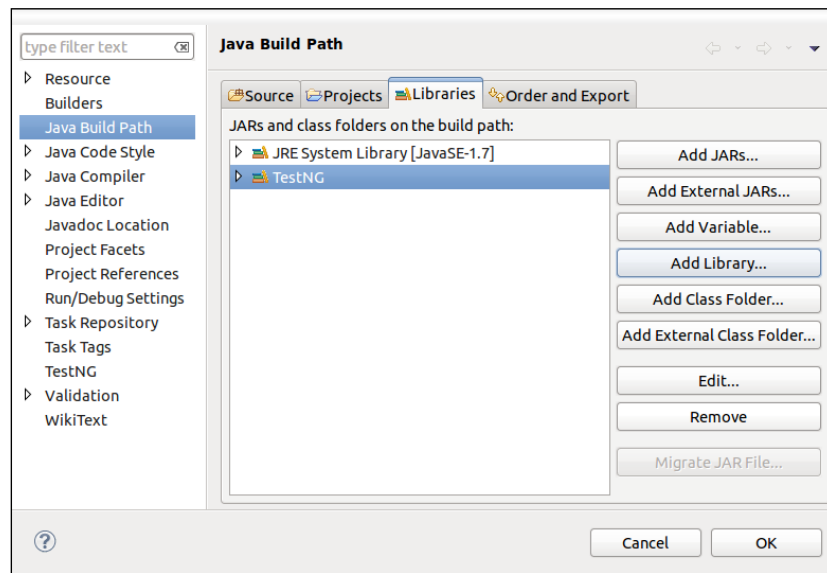 type filter text
Resource
Builders
Java Build Path
Java Code Style
Java Compiler
Java Editor
Javadoc Location
Project Facets
Project References
Run/Debug Settings
Task Repository
Task Tags
TestNG
Validation
WikiText
Java Build Path
Source Projects Libraries Order and Export
JARs and class folders on the build path:
JRE System Library [JavaSE-1.7]
TestNG
Add JARs...
Add External JARs...
Add Variable...
Add Library...
Add Class Folder...
Add External Class Folder...
Edit...
Remove
Migrate JAR File...
? Cancel OK